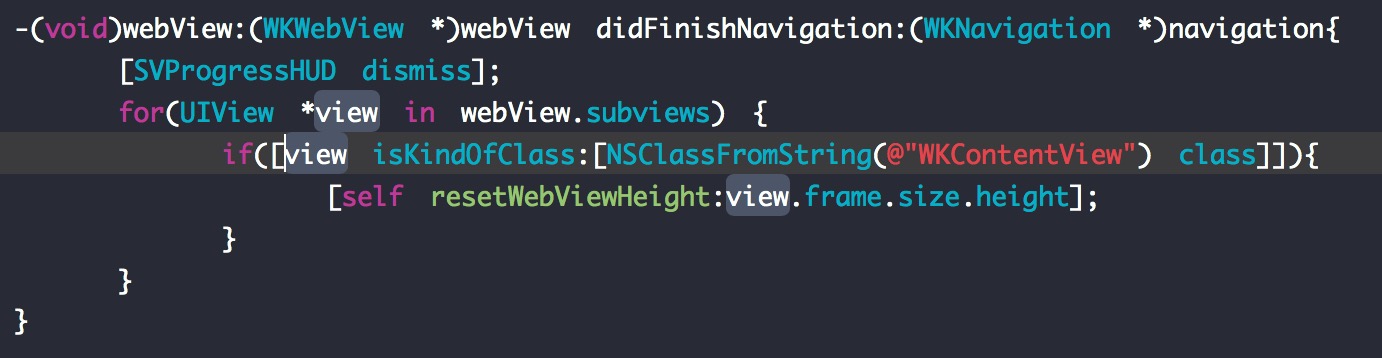 -(void)webView:(WKWebView *)webView didFinishNavigation:(WKNavigation *)navigation{
[SVProgressHUD dismiss];
for(UIView *view in webView.subviews) {
if([view isKindOfClass:[NSClassFromString(@"WKContentView") class]]){
[self resetWebViewHeight:view.frame.size.height];
}
}
}